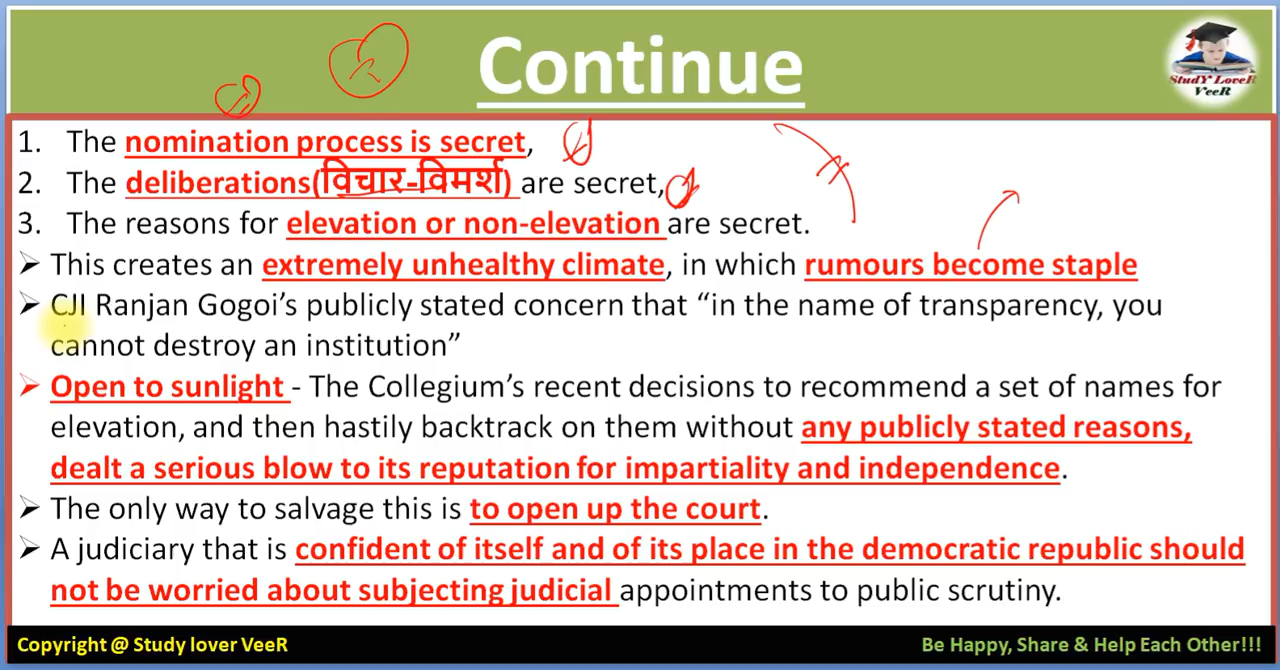 Continue
StudY LoveR
VeeR
1. The nomination process is secret,
2. The deliberations(विचार-विमर्श) are secret,
3. The reasons for elevation or non-elevation are secret.
➢ This creates an extremely unhealthy climate, in which rumours become staple
➢ CJI Ranjan Gogoi’s publicly stated concern that “in the name of transparency, you
cannot destroy an institution”
➢ Open to sunlight - The Collegium’s recent decisions to recommend a set of names for
elevation, and then hastily backtrack on them without any publicly stated reasons,
dealt a serious blow to its reputation for impartiality and independence.
➢ The only way to salvage this is to open up the court.
➢ A judiciary that is confident of itself and of its place in the democratic republic should
not be worried about subjecting judicial appointments to public scrutiny.
Copyright @ Study lover VeeR
Be Happy, Share & Help Each Other!!!